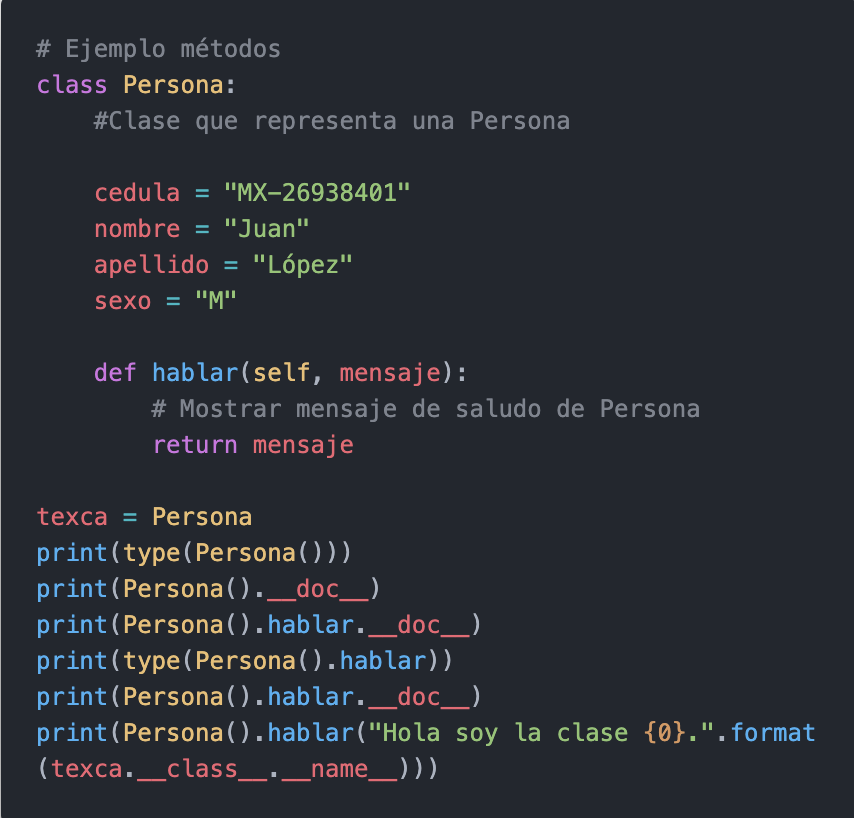 # Ejemplo métodos
class Persona:
    #Clase que representa una Persona

    cedula = "MX-26938401"
    nombre = "Juan"
    apellido = "López"
    sexo = "M"

    def hablar(self, mensaje):
        # Mostrar mensaje de saludo de Persona
        return mensaje

texca = Persona
print(type(Persona()))
print(Persona().__doc__)
print(Persona().hablar.__doc__)
print(type(Persona().hablar))
print(Persona().hablar.__doc__)
print(Persona().hablar("Hola soy la clase {0}.".format
(texca.__class__.__name__)))